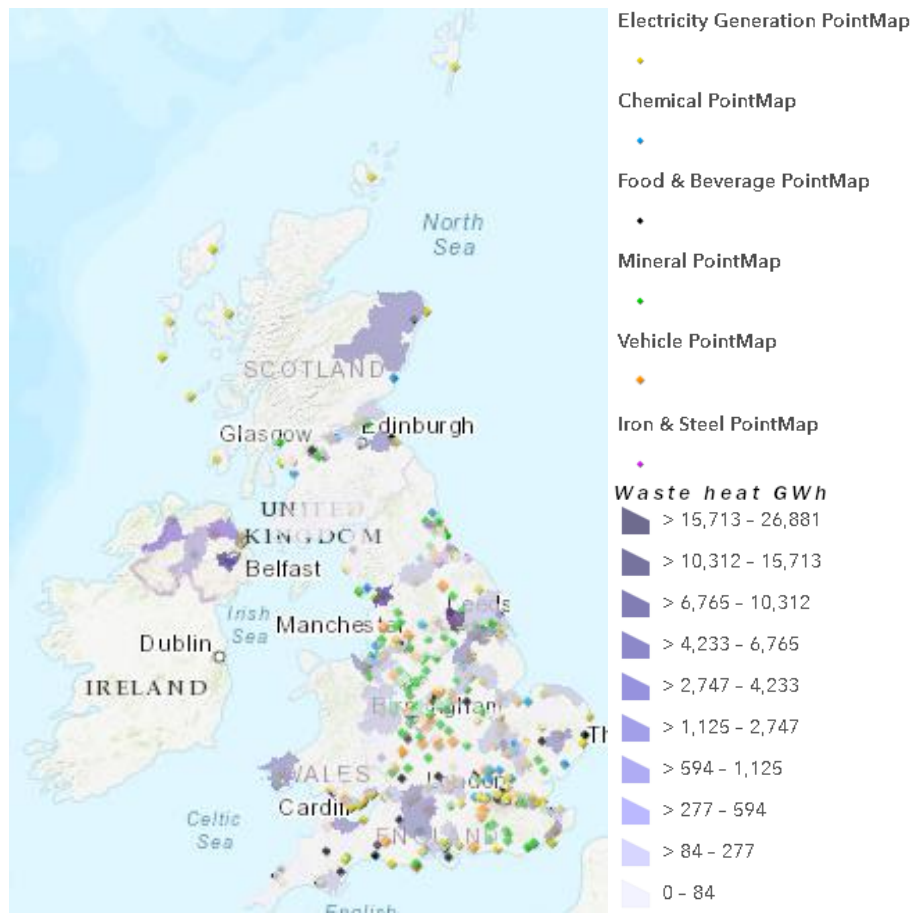 North
Sea
SCOTLAND
Glasgow
Edinburgh
UNITED
KINGDOM
Belfast
Irish
Sea
Leeds
Dublin
IRELAND
WALES
Celtic
Sea
ENGLAND
English
Electricity Generation PointMap
Chemical PointMap
Food & Beverage PointMap
Mineral PointMap
Vehicle PointMap
Iron & Steel PointMap
Waste heat GWh
> 15,713 - 26,881
> 10,312 - 15,713
> 6,765 - 10,312
> 4,233 - 6,765
> 2,747 - 4,233
> 1,125 - 2,747
> 594 - 1,125
> 277 - 594
> 84 - 277
0 - 84